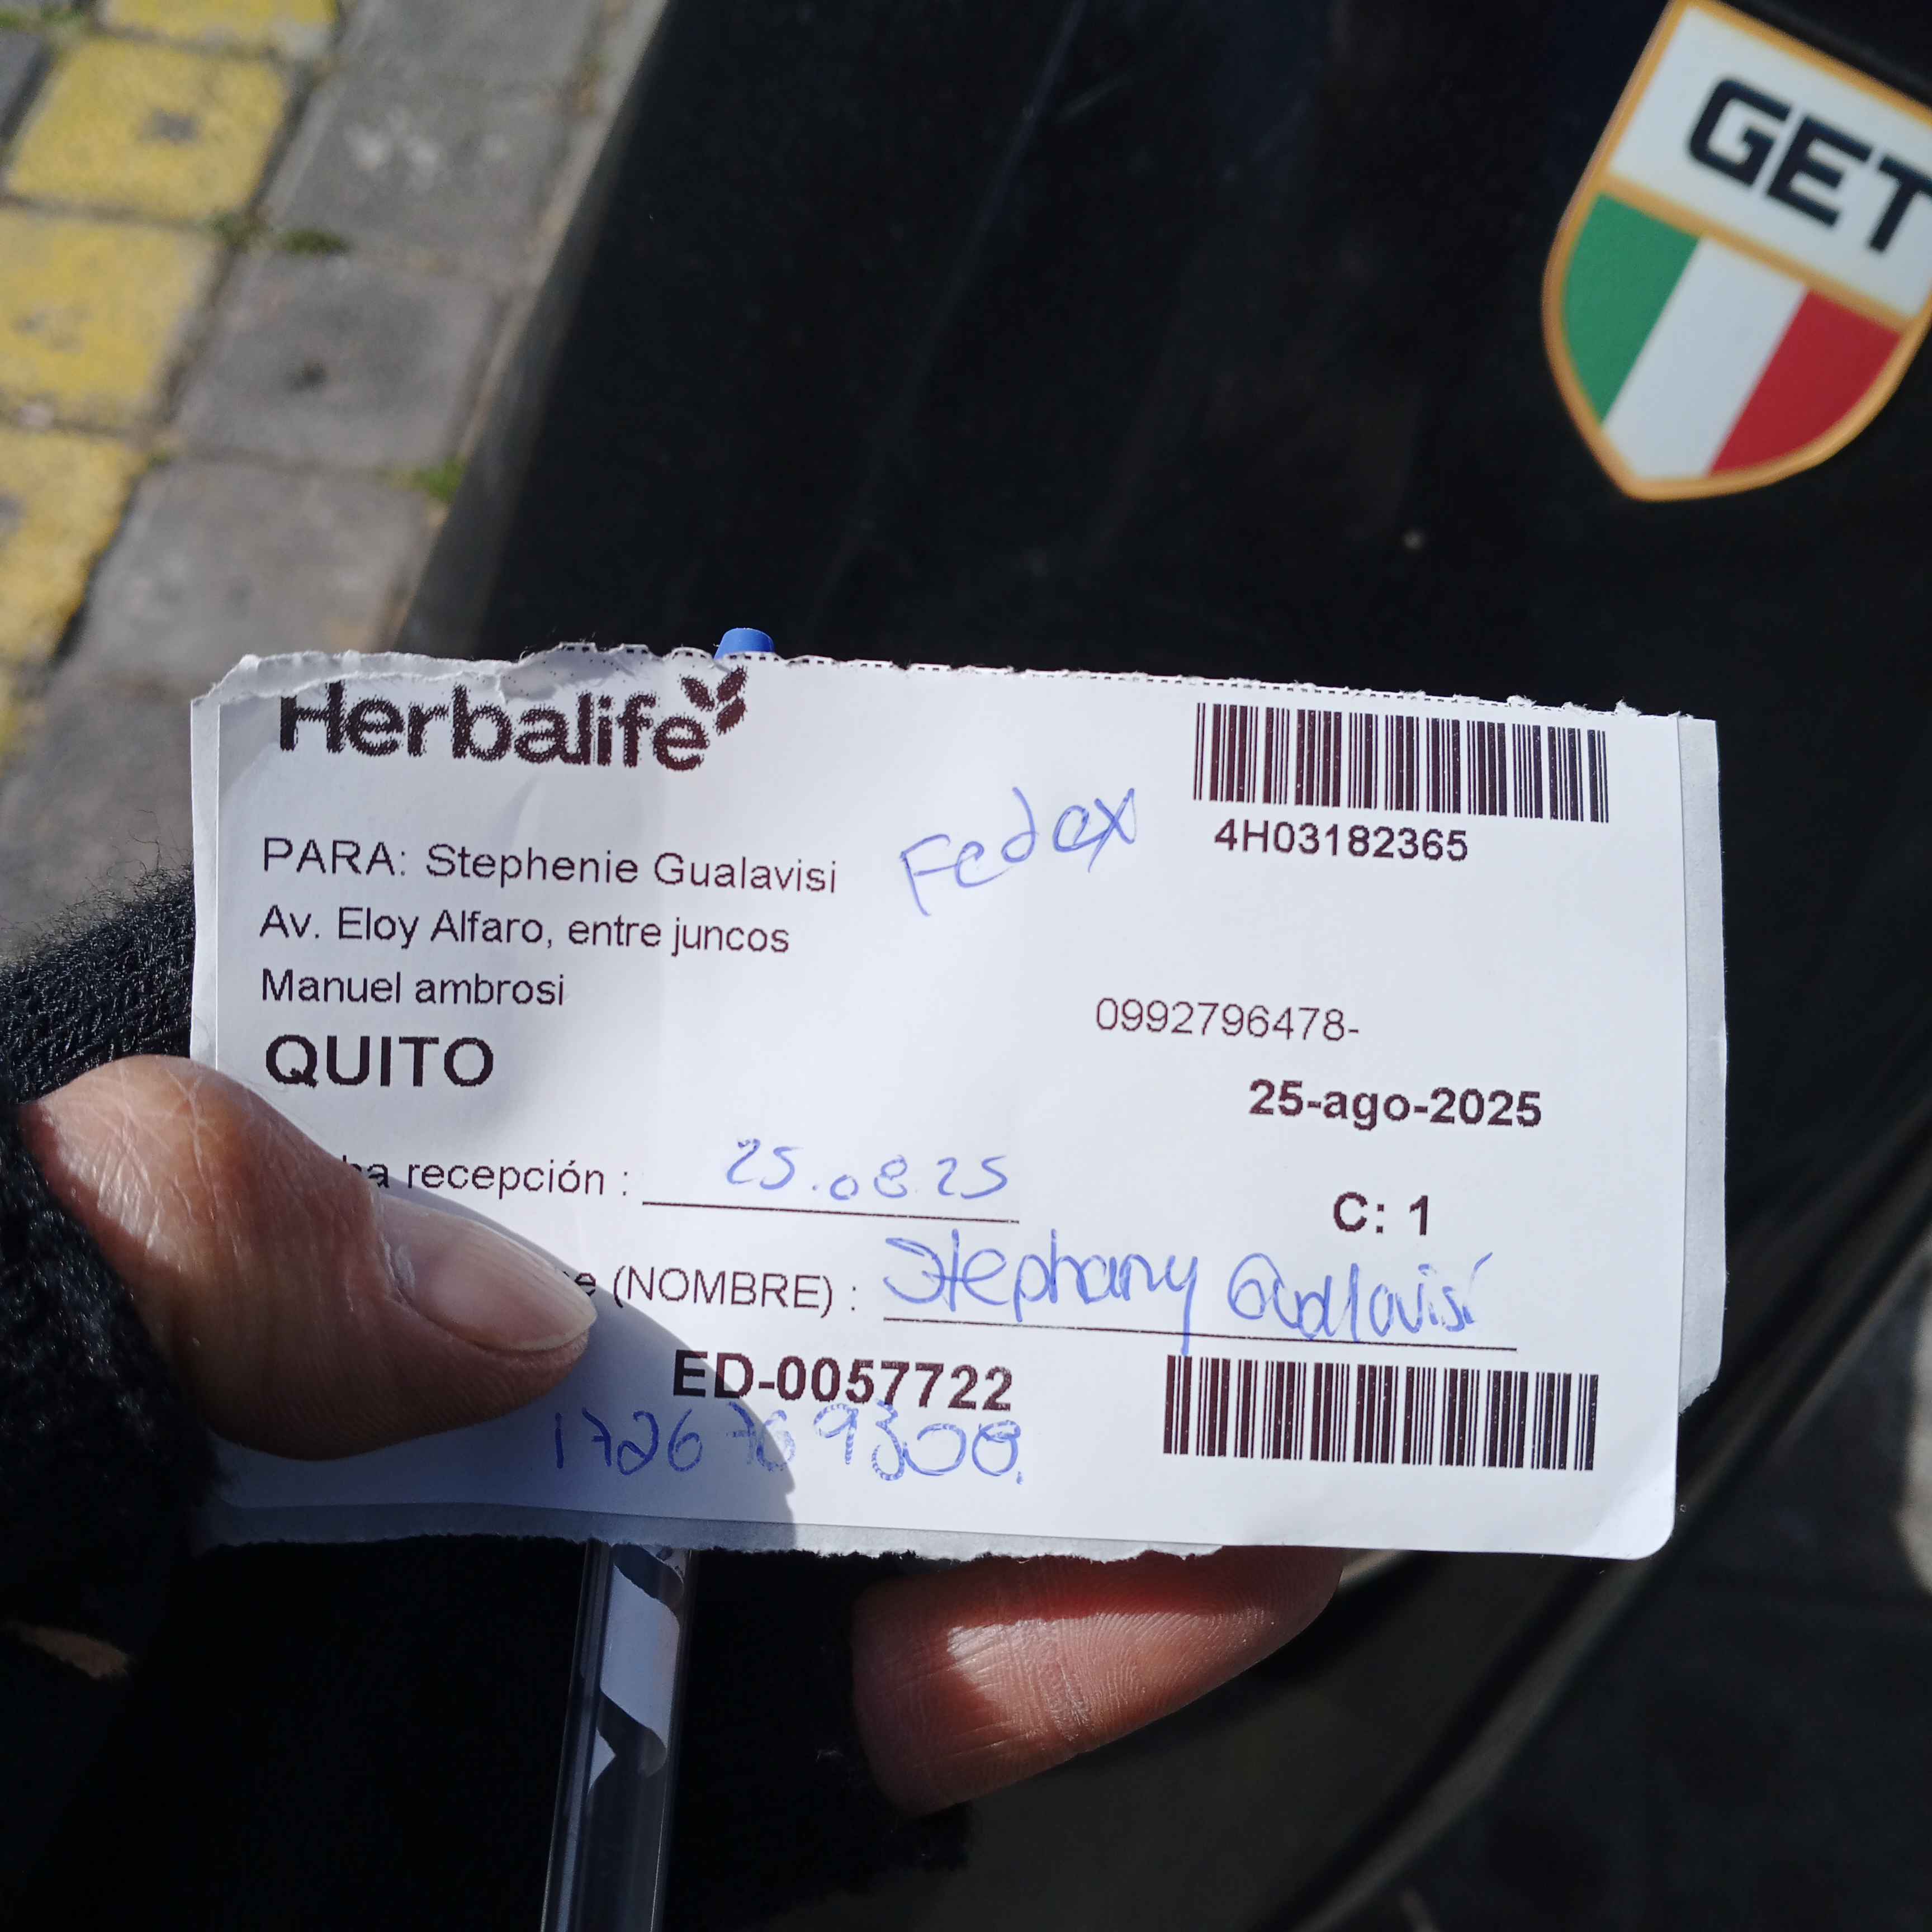 GET
Herbalife
4H03182365
Fedex
PARA: Stephenie Gualavisi
Av. Eloy Alfaro, entre juncos
Manuel ambrosi
0992796478-
QUITO
25-ago-2025
recepción : 25.08.25
C: 1
(NOMBRE) : Stephany Gualavisí
ED-0057722
1726769308.